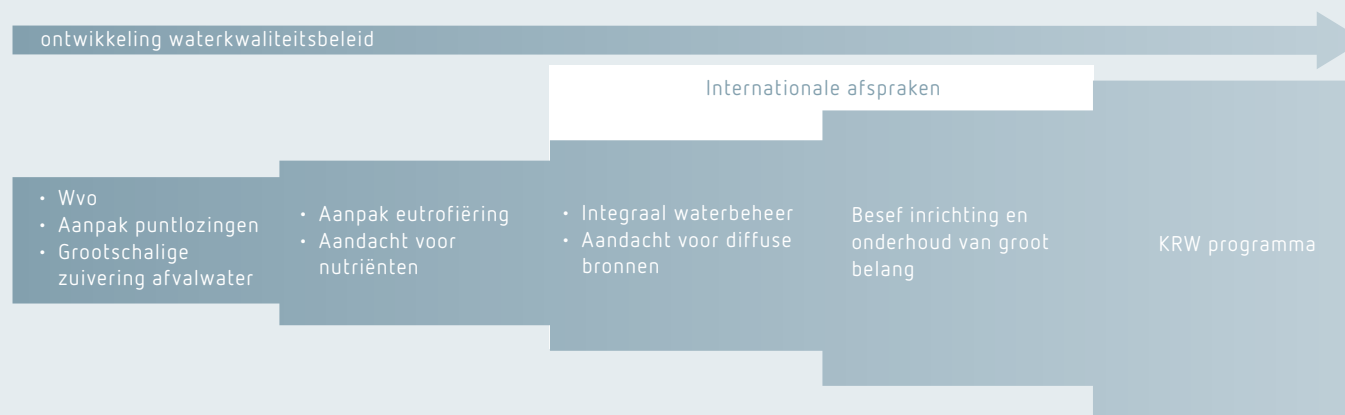 ontwikkeling waterkwaliteitsbeleid
Internationale afspraken
• Wvo
• Aanpak puntlozingen
• Grootschalige
zuivering afvalwater
• Aanpak eutrofiëring
• Aandacht voor
nutriënten
• Integraal waterbeheer
• Aandacht voor diffuse
bronnen
Besef inrichting en
onderhoud van groot
belang
KRW programma